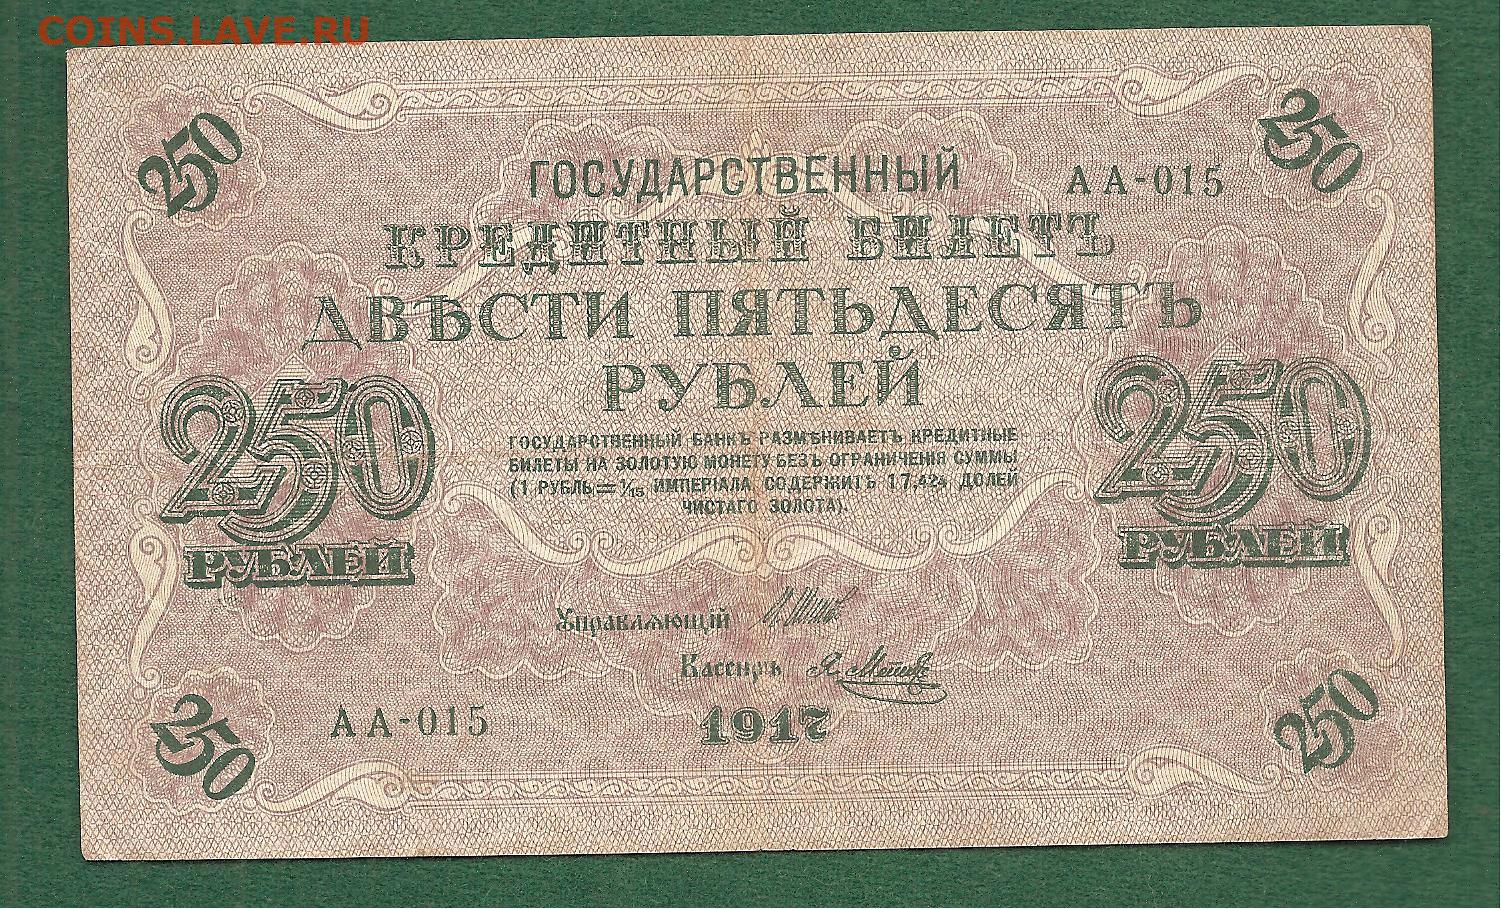 COINS.LAVE.RU
250
250
ГОСУДАРСТВЕННЫЙ
АА-015
КРЕДИТНЫЙ БИЛЕТЪ
ДВѢСТИ ПЯТЬДЕСЯТЪ
РУБЛЕЙ
250
РУБЛЕЙ
250
РУБЛЕЙ
ГОСУДАРСТВЕННЫЙ БАНКЪ РАЗМѢНИВАЕТЪ КРЕДИТНЫЕ
БИЛЕТЫ НА ЗОЛОТУЮ МОНЕТУ БЕЗЪ ОГРАНИЧЕНІЯ СУММЫ
(1 РУБЛЬ=1/15 ИМПЕРІАЛА, СОДЕРЖИТЪ 17,424 ДОЛЕЙ
ЧИСТАГО ЗОЛОТА).
Управляющій
Кассиръ
АА-015
1917
250
250